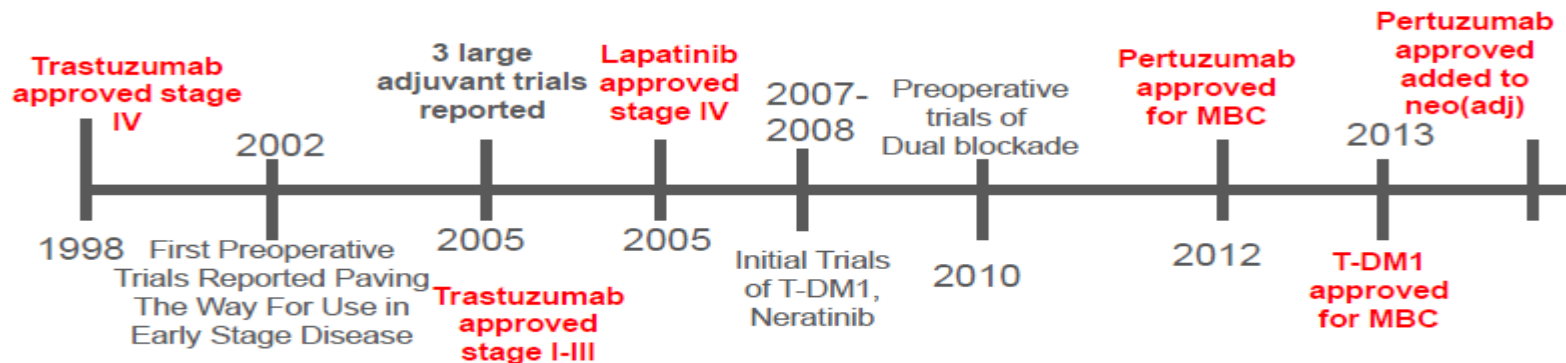 Trastuzumab
approved stage
IV
1998
2002
First Preoperative
Trials Reported Paving
The Way For Use in
Early Stage Disease
3 large
adjuvant trials
reported
2005
Trastuzumab
approved
stage I-III
Lapatinib
approved
stage IV
2005
2007-
2008
Initial Trials
of T-DM1,
Neratinib
Preoperative
trials of
Dual blockade
2010
Pertuzumab
approved
for MBC
2012
2013
T-DM1
approved
for MBC
Pertuzumab
approved
added to
neo(adj)